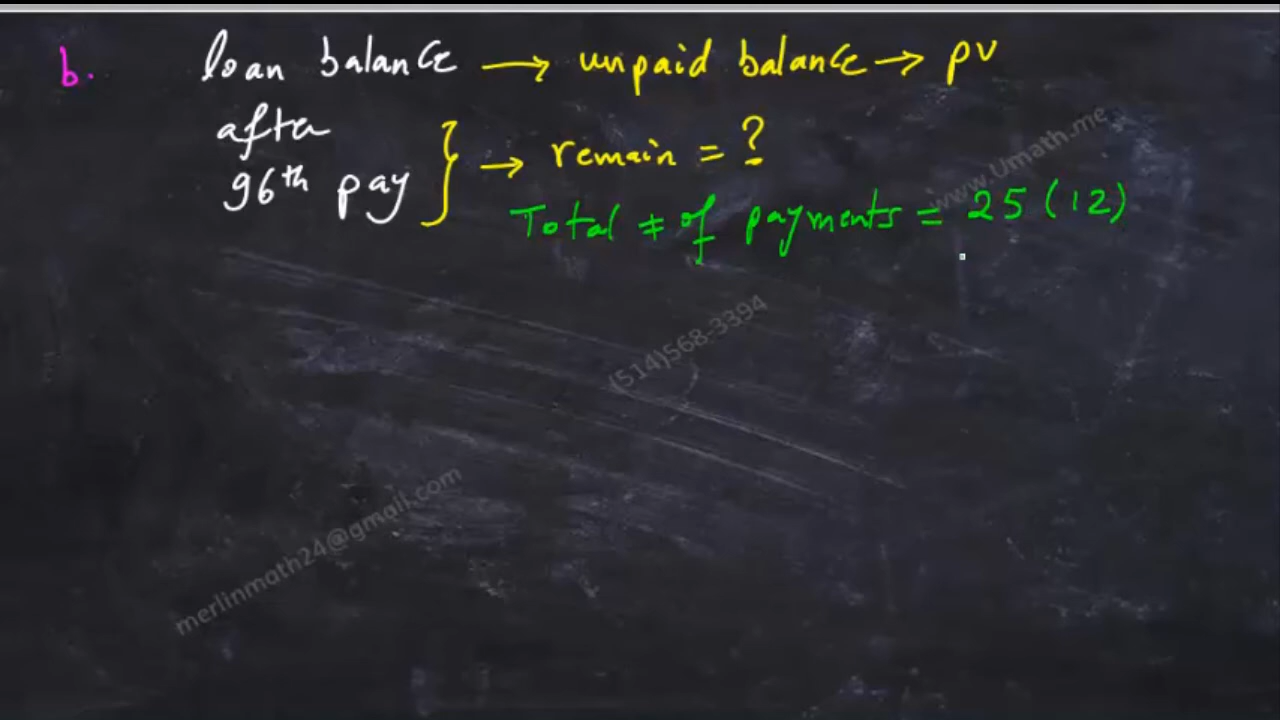 b. loan balance → unpaid balance → PV
after
96th pay } → remain = ?
Total # of payments = 25 (12)
www.Umath.me
(514)568-3394
merlinmath24@gmail.com